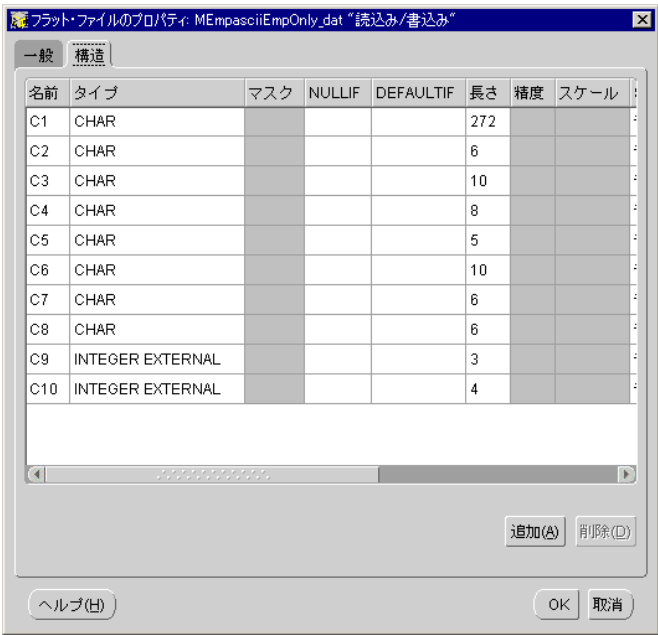 フラット・ファイルのプロパティ: MEmpasciiEmpOnly_dat “読込み/書込み”
一般 構造
名前 タイプ マスク NULLIF DEFAULTIF 長さ 精度 スケール
C1 CHAR 272
C2 CHAR 6
C3 CHAR 10
C4 CHAR 8
C5 CHAR 5
C6 CHAR 10
C7 CHAR 6
C8 CHAR 6
C9 INTEGER EXTERNAL 3
C10 INTEGER EXTERNAL 4
追加(A) 削除(D)
ヘルプ(H) OK 取消